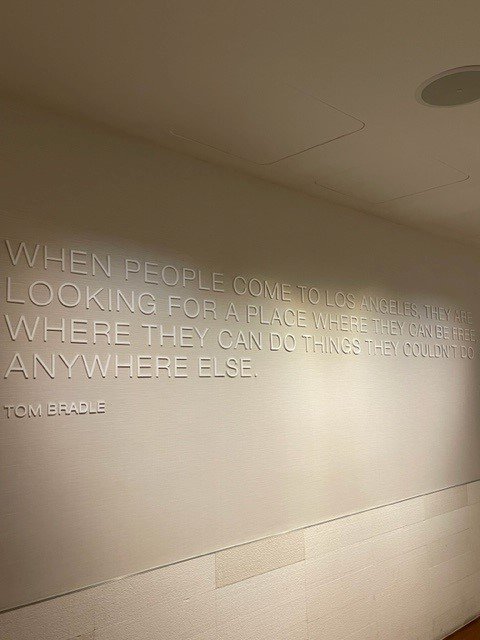 WHEN PEOPLE COME TO LOS ANGELES, THEY ARE
LOOKING FOR A PLACE WHERE THEY CAN BE FREE
WHERE THEY CAN DO THINGS THEY COULDN'T DO
ANYWHERE ELSE.
TOM BRADLE